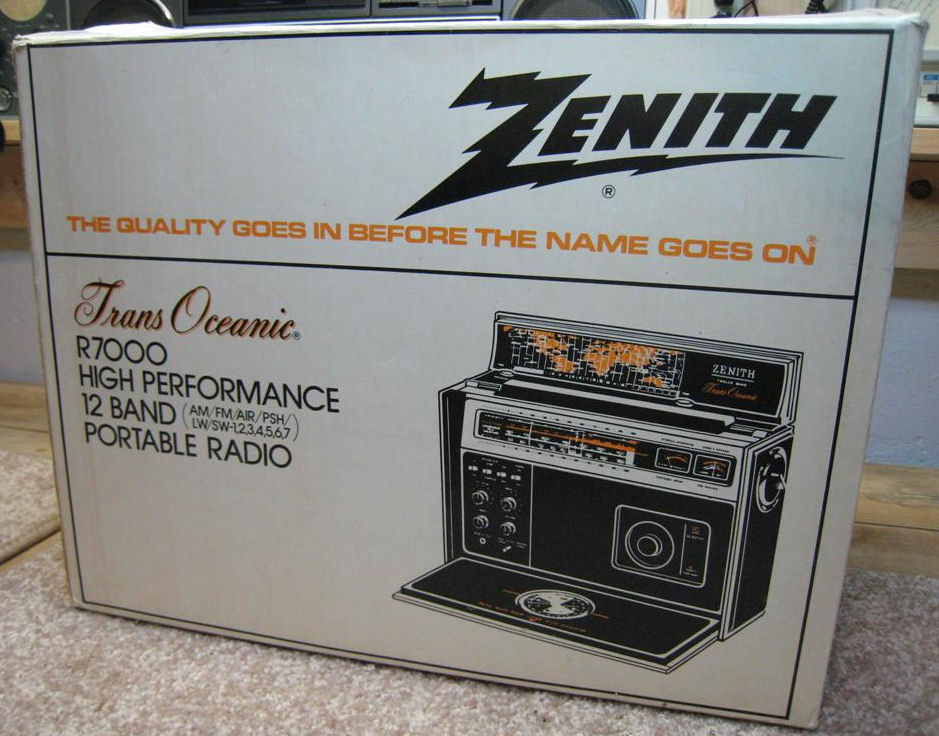 ZENITH
®
THE QUALITY GOES IN BEFORE THE NAME GOES ON®
Trans Oceanic®
R7000
HIGH PERFORMANCE
12 BAND (AM/FM/AIR/PSH/
LW/SW-1,2,3,4,5,6,7)
PORTABLE RADIO
ZENITH
Trans Oceanic